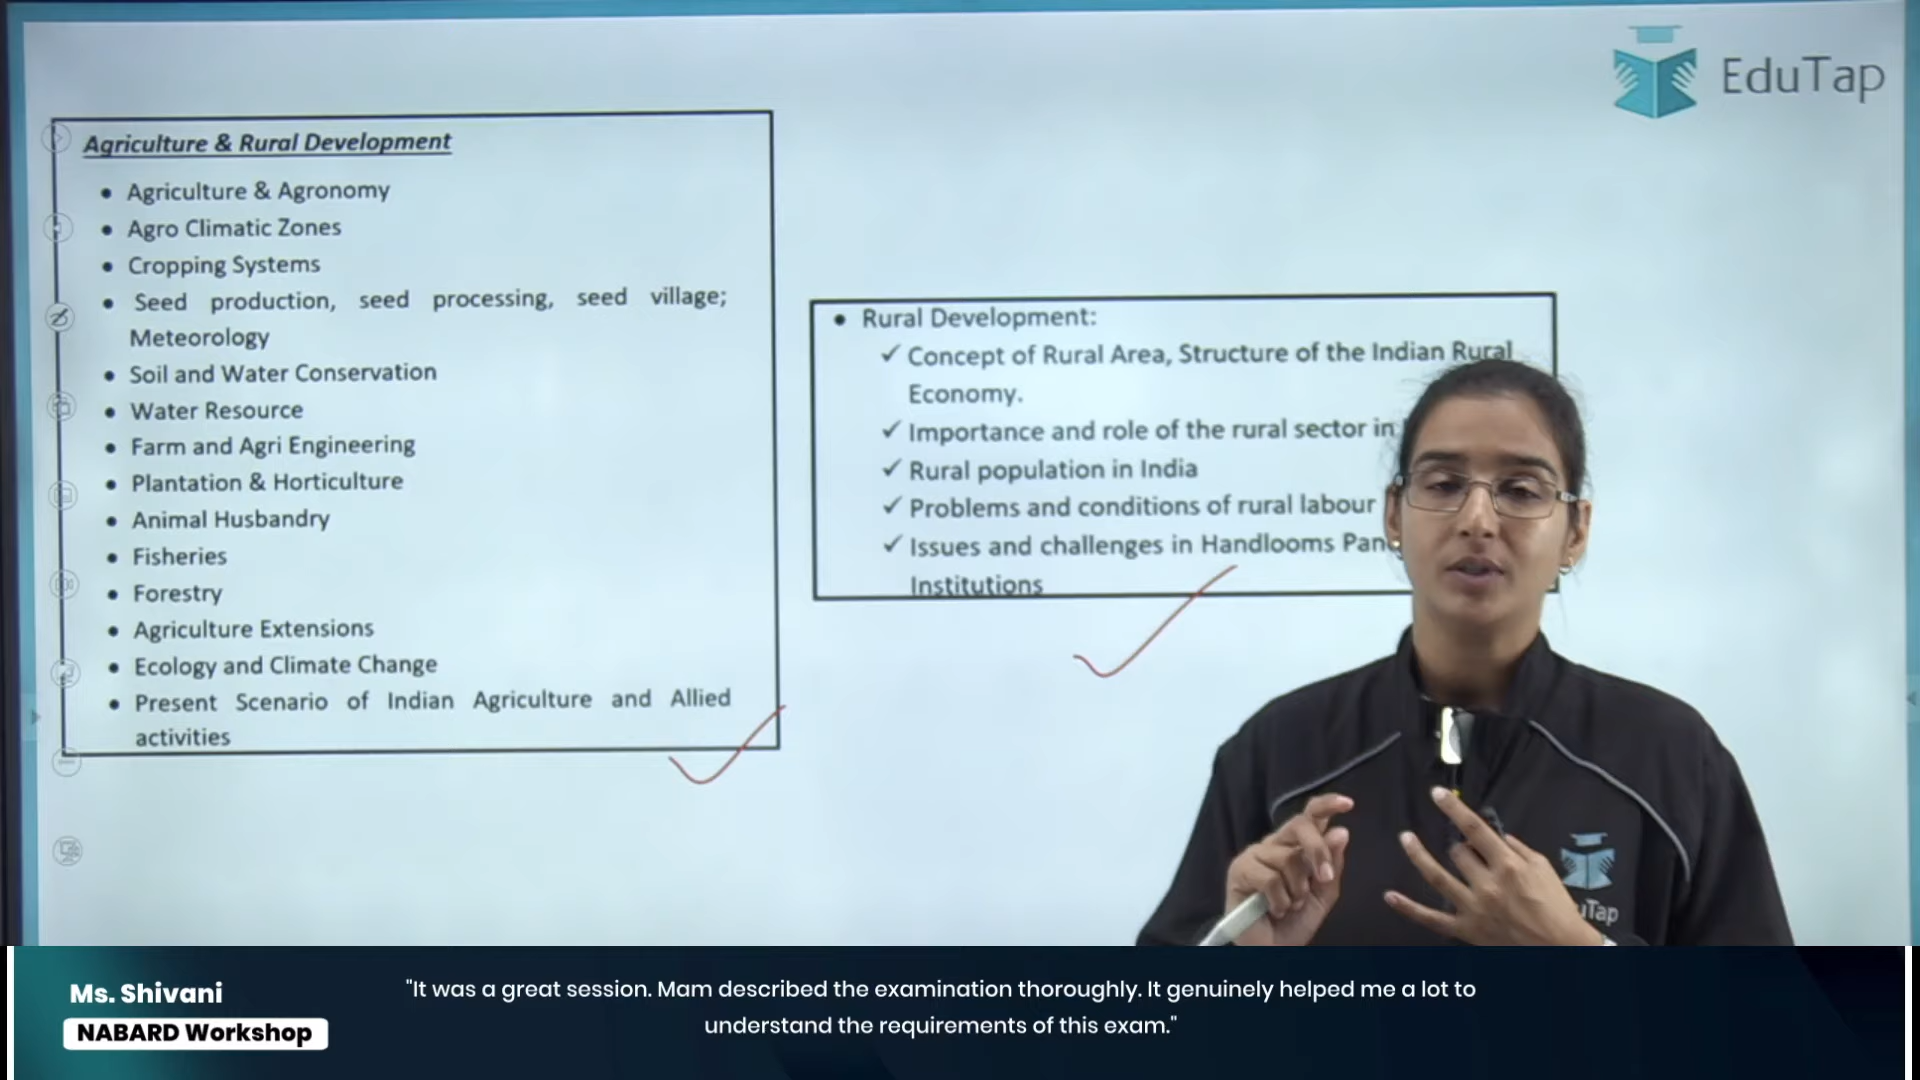 EduTap
Agriculture & Rural Development
• Agriculture & Agronomy
• Agro Climatic Zones
• Cropping Systems
• Seed production, seed processing, seed village;
Meteorology
• Soil and Water Conservation
• Water Resource
• Farm and Agri Engineering
• Plantation & Horticulture
• Animal Husbandry
• Fisheries
• Forestry
• Agriculture Extensions
• Ecology and Climate Change
• Present Scenario of Indian Agriculture and Allied
activities
• Rural Development:
✓ Concept of Rural Area, Structure of the Indian Rural
Economy.
✓ Importance and role of the rural sector in
✓ Rural population in India
✓ Problems and conditions of rural labour
✓ Issues and challenges in Handlooms
Institutions
Ms. Shivani
NABARD Workshop
"It was a great session. Mam described the examination thoroughly. It genuinely helped me a lot to
understand the requirements of this exam."